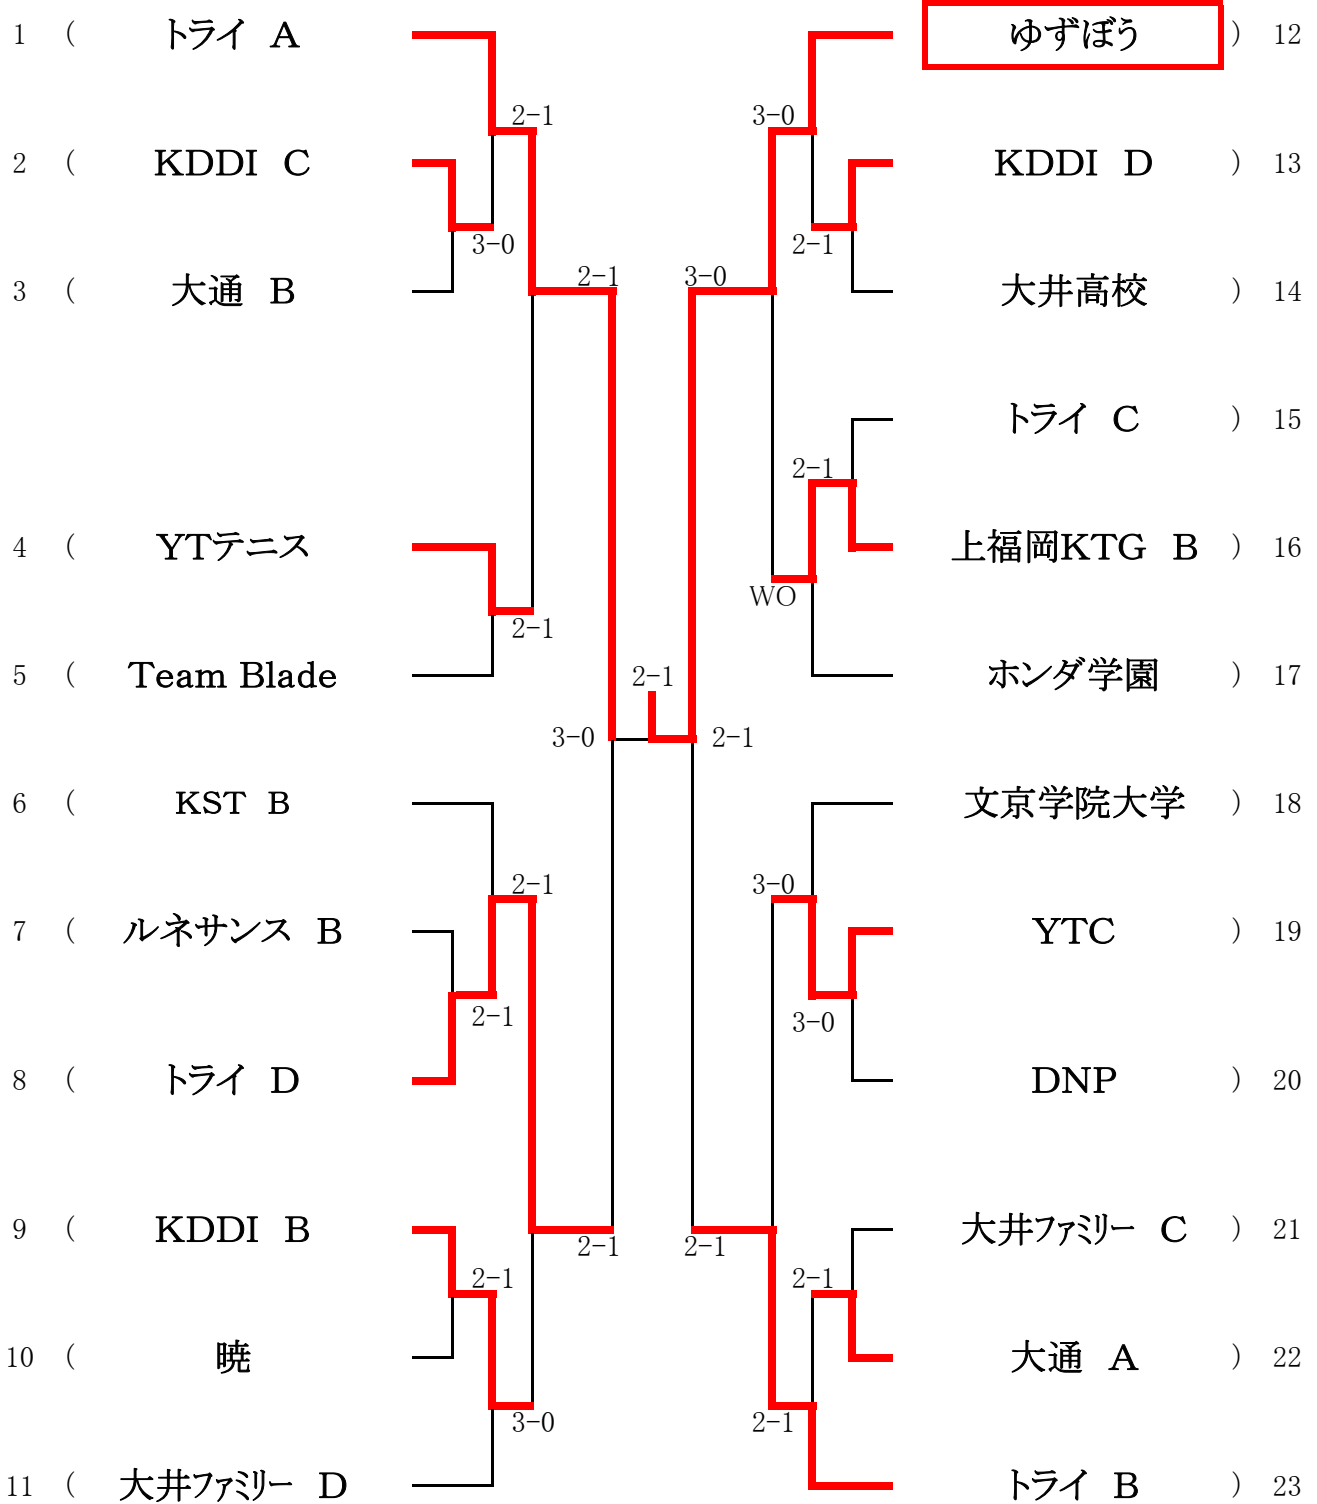 1 ( トライ A
ゆずぼう ) 12
2-1
3-0
2 ( KDDI C
KDDI D ) 13
3-0
2-1
2-1
3-0
3 ( 大通 B
大井高校 ) 14
トライ C ) 15
2-1
4 ( YTテニス
上福岡KTG B ) 16
WO
2-1
5 ( Team Blade
2-1
ホンダ学園 ) 17
3-0
2-1
6 ( KST B
文京学院大学 ) 18
2-1
3-0
7 ( ルネサンス B
YTC ) 19
2-1
3-0
8 ( トライ D
DNP ) 20
9 ( KDDI B
大井ファミリー C ) 21
2-1
2-1
2-1
2-1
10 ( 暁
大通 A ) 22
3-0
2-1
11 ( 大井ファミリー D
トライ B ) 23